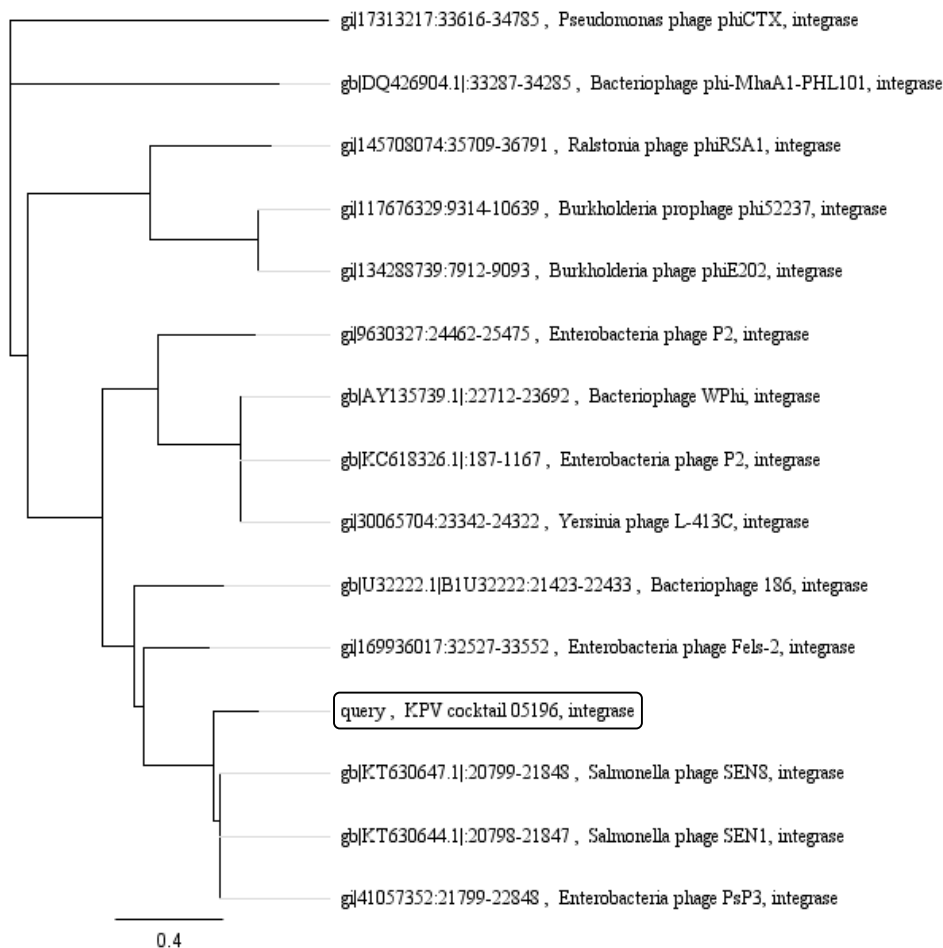 gi|17313217:33616-34785 , Pseudomonas phage phiCTX, integrase
gb|DQ426904.1|:33287-34285 , Bacteriophage phi-MhaA1-PHL101, integrase
gi|145708074:35709-36791 , Ralstonia phage phiRSA1, integrase
gi|117676329:9314-10639 , Burkholderia prophage phi52237, integrase
gi|134288739:7912-9093 , Burkholderia phage phiE202, integrase
gi|9630327:24462-25475 , Enterobacteria phage P2, integrase
gb|AY135739.1|:22712-23692 , Bacteriophage WPhi, integrase
gb|KC618326.1|:187-1167 , Enterobacteria phage P2, integrase
gi|30065704:23342-24322 , Yersinia phage L-413C, integrase
gb|U32222.1|B1U32222:21423-22433 , Bacteriophage 186, integrase
gi|169936017:32527-33552 , Enterobacteria phage Fels-2, integrase
query , KPV cocktail 05196, integrase
gb|KT630647.1|:20799-21848 , Salmonella phage SEN8, integrase
gb|KT630644.1|:20798-21847 , Salmonella phage SEN1, integrase
gi|41057352:21799-22848 , Enterobacteria phage PsP3, integrase
0.4